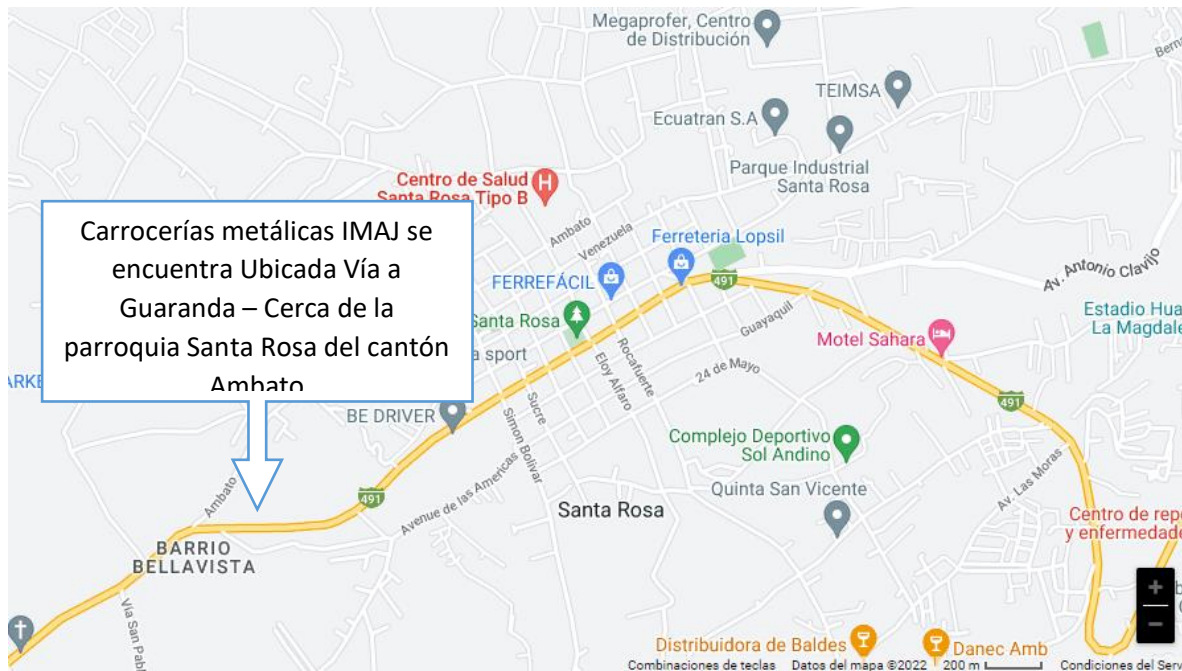 Megaprofer, Centro
de Distribución
TEIMSA
Ecuatran S.A
Parque Industrial
Santa Rosa
Centro de Salud
Santa Rosa Tipo B
Carrocerías metálicas IMAJ se
encuentra Ubicada Vía a
Guaranda – Cerca de la
parroquia Santa Rosa del cantón
Ambato
Ambato
Venezuela
Ferreteria Lopsil
FERREFÁCIL
491
Av. Antonio Clavijo
Guayaquil
Santa Rosa
Estadio Hua
La Magdale
Motel Sahara
Rocafuerte
Eloy Alfaro
24 de Mayo
a sport
ARKE
BE DRIVER
Sucre
Simon Bolivar
491
Complejo Deportivo
Sol Andino
Av. Las Moras
Quinta San Vicente
Avenue de las Americas
491
Ambato
Santa Rosa
Centro de repo
y enfermedade
BARRIO
BELLAVISTA
Vía San Pabl
Distribuidora de Baldes
Danec Amb
Combinaciones de teclas Datos del mapa ©2022 200 m Condiciones del Serv